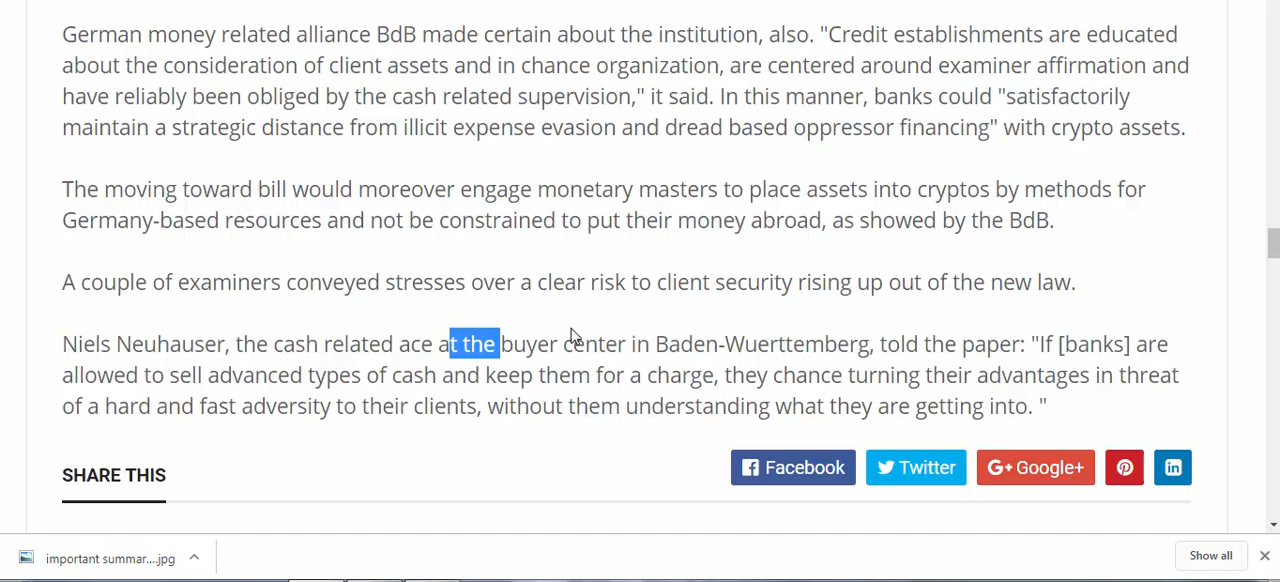 German money related alliance BdB made certain about the institution, also. "Credit establishments are educated
about the consideration of client assets and in chance organization, are centered around examiner affirmation and
have reliably been obliged by the cash related supervision," it said. In this manner, banks could "satisfactorily
maintain a strategic distance from illicit expense evasion and dread based oppressor financing" with crypto assets.
The moving toward bill would moreover engage monetary masters to place assets into cryptos by methods for
Germany-based resources and not be constrained to put their money abroad, as showed by the BdB.
A couple of examiners conveyed stresses over a clear risk to client security rising up out of the new law.
Niels Neuhauser, the cash related ace at the buyer center in Baden-Wuerttemberg, told the paper: "If [banks] are
allowed to sell advanced types of cash and keep them for a charge, they chance turning their advantages in threat
of a hard and fast adversity to their clients, without them understanding what they are getting into. "
SHARE THIS
Facebook
Twitter
G+ Google+
important summar....jpg
Show all